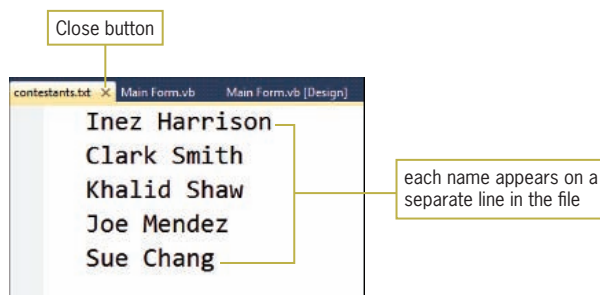 Close button
contestants.txt × Main Form.vb Main Form.vb [Design]
Inez Harrison
Clark Smith
Khalid Shaw
Joe Mendez
Sue Chang
each name appears on a
separate line in the file